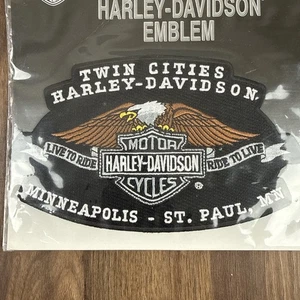 HARLEY-DAVIDSON
EMBLEM
TWIN CITIES
HARLEY-DAVIDSON
MOTOR
LIVE TO RIDE
HARLEY-DAVIDSON
RIDE TO LIVE
CYCLES
®
MINNEAPOLIS - ST. PAUL, MN